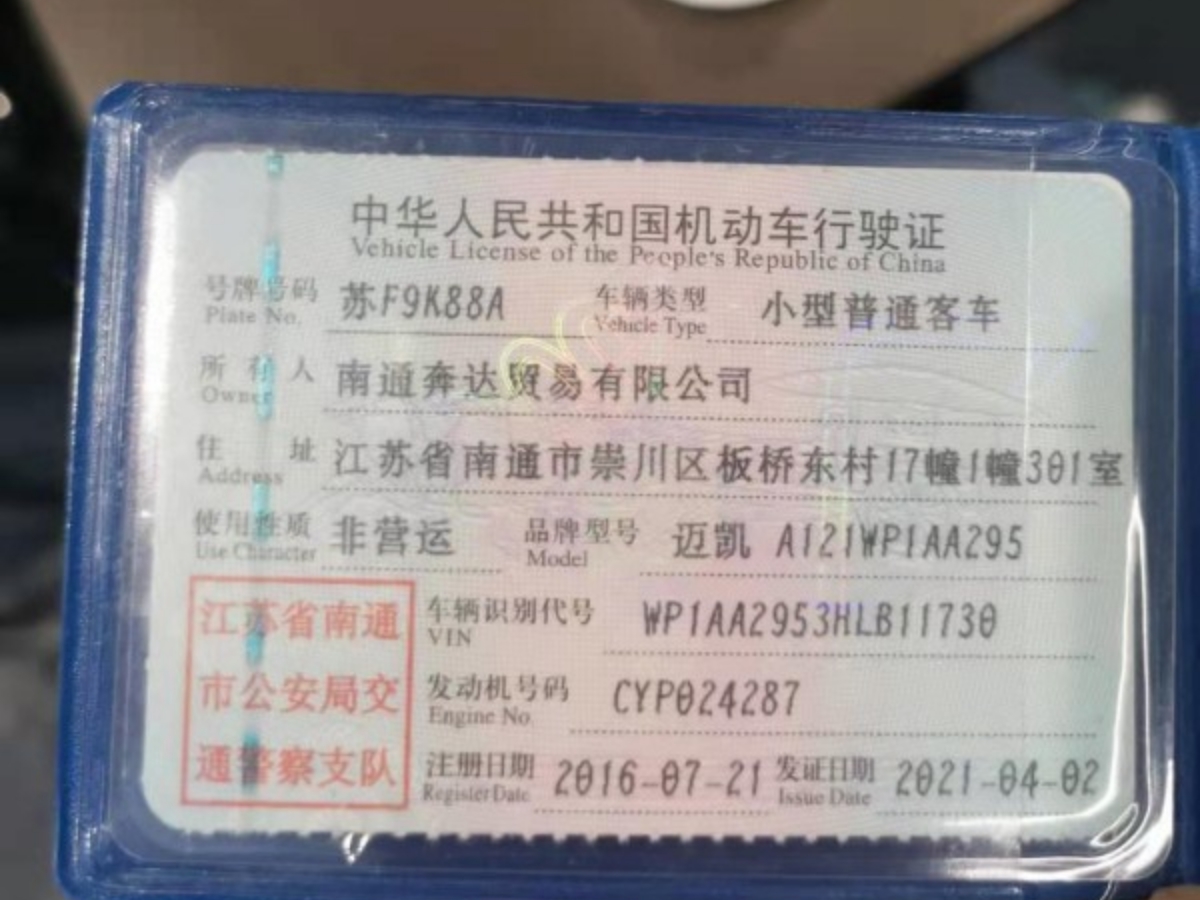 中华人民共和国机动车行驶证
Vehicle License of the People's Republic of China
号牌号码 苏F9K88A 车辆类型 小型普通客车
Plate No. Vehicle Type
所有人 南通奔达贸易有限公司
Owner
住址 江苏省南通市崇川区板桥东村17幢1幢301室
Address
使用性质 非营运 品牌型号 迈凯 A121WP1AA295
Use Character Model
江苏省南通 车辆识别代号 WP1AA2953HLB11730
VIN
市公安局交 发动机号码 CYP024287
Engine No.
通警察支队 注册日期 2016-07-21 发证日期 2021-04-02
Register Date Issue Date